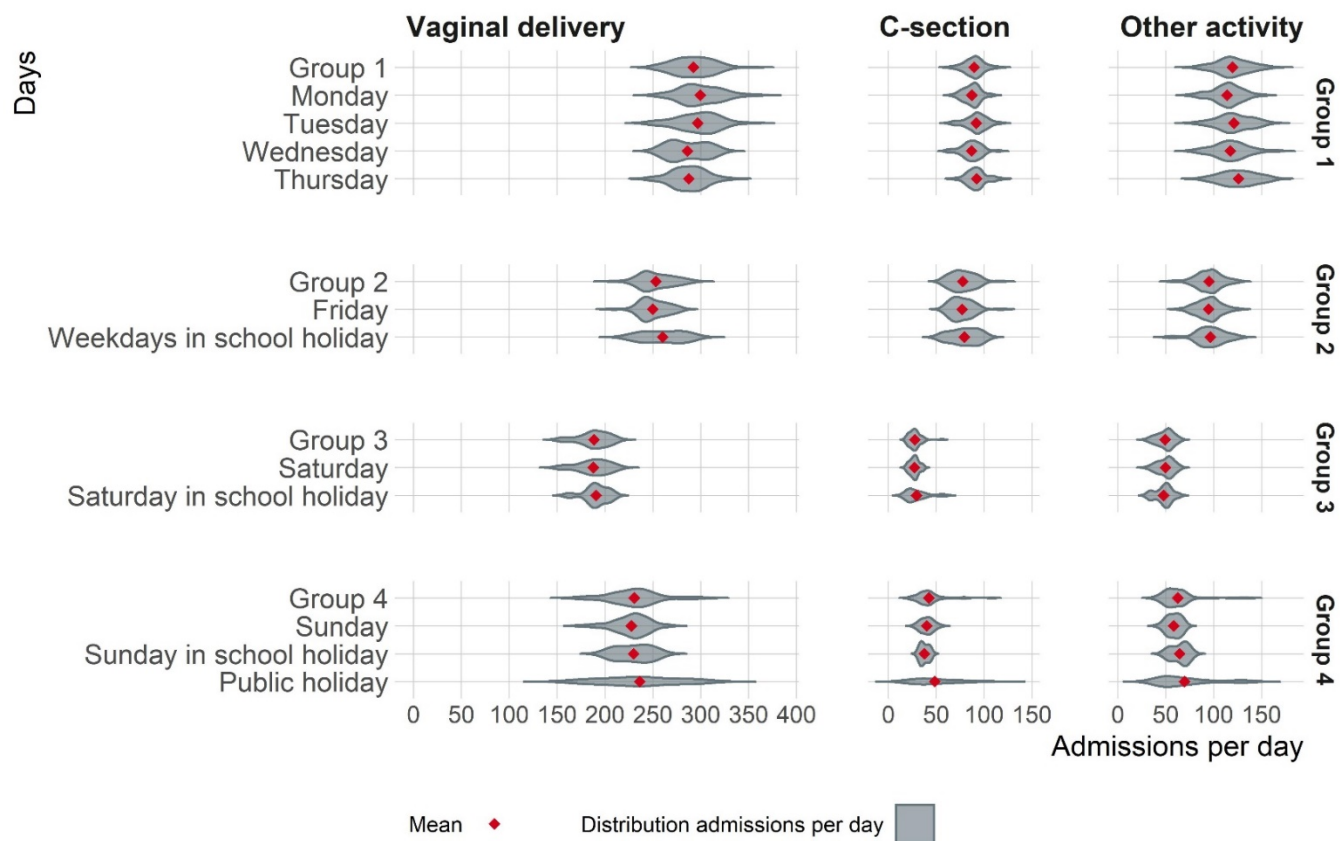 Vaginal delivery C-section Other activity
Days
Group 1
Monday
Tuesday
Wednesday
Thursday
Group 1
Group 2
Friday
Weekdays in school holiday
Group 2
Group 3
Saturday
Saturday in school holiday
Group 3
Group 4
Sunday
Sunday in school holiday
Public holiday
Group 4
0 50 100 150 200 250 300 350 400 0 50 100 150 0 50 100 150
Admissions per day
Mean Distribution admissions per day